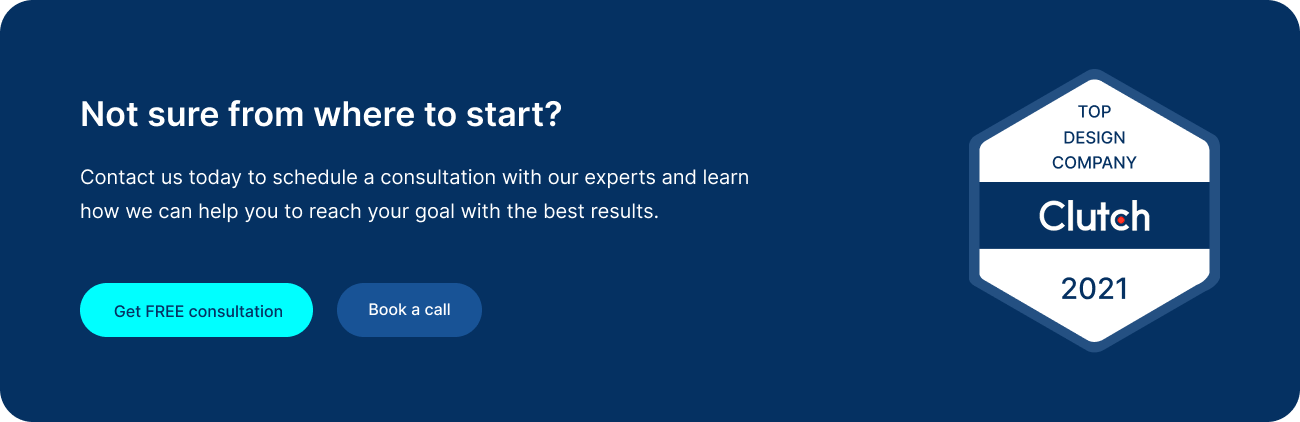 Not sure from where to start?
Contact us today to schedule a consultation with our experts and learn
how we can help you to reach your goal with the best results.
Get FREE consultation
Book a call
TOP
DESIGN
COMPANY
Clutch
2021